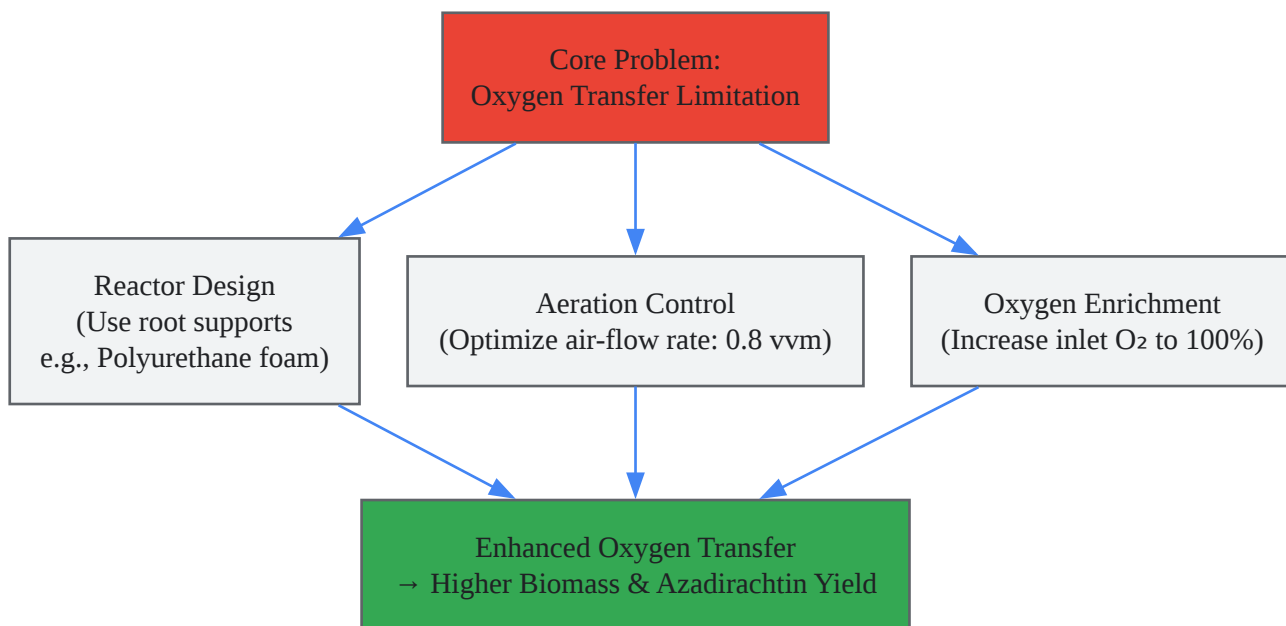 Core Problem:
Oxygen Transfer Limitation
Reactor Design
(Use root supports
e.g., Polyurethane foam)
Aeration Control
(Optimize air-flow rate: 0.8 vvm)
Oxygen Enrichment
(Increase inlet O₂ to 100%)
Enhanced Oxygen Transfer
→ Higher Biomass & Azadirachtin Yield